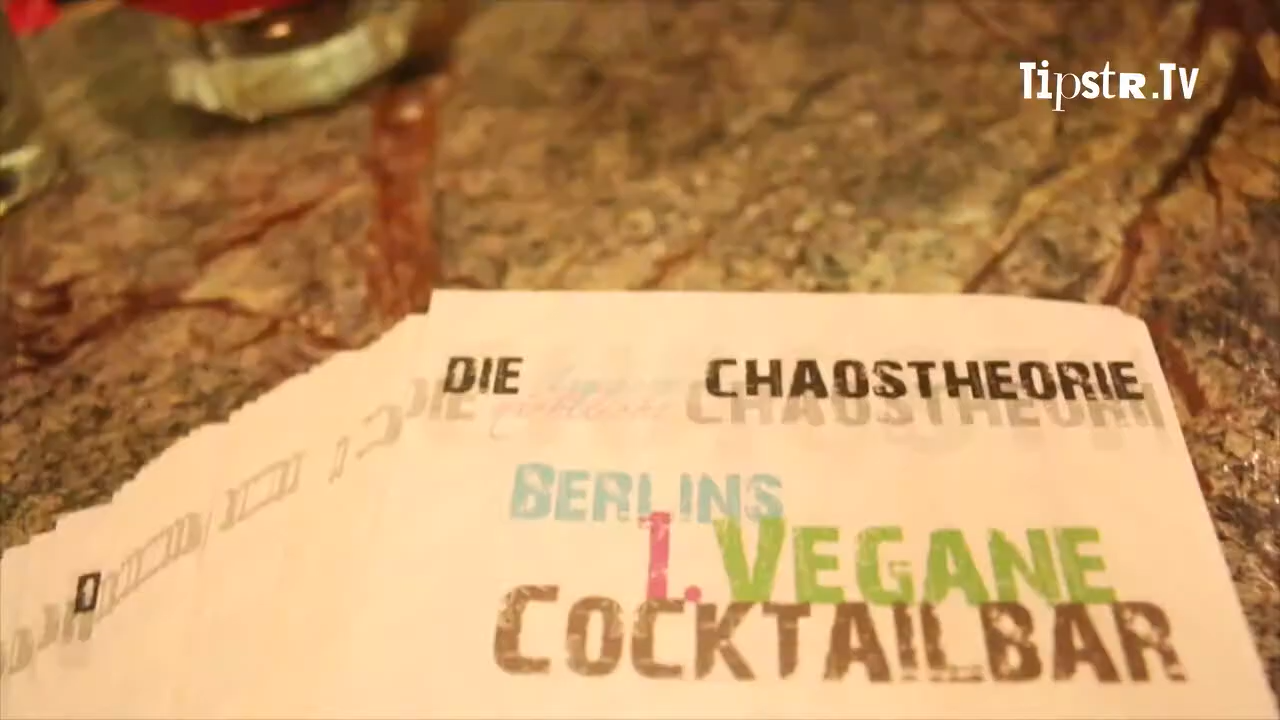 Tipstr.TV
DIE CHAOSTHEORIE
BERLINS
1. VEGANE
COCKTAILBAR